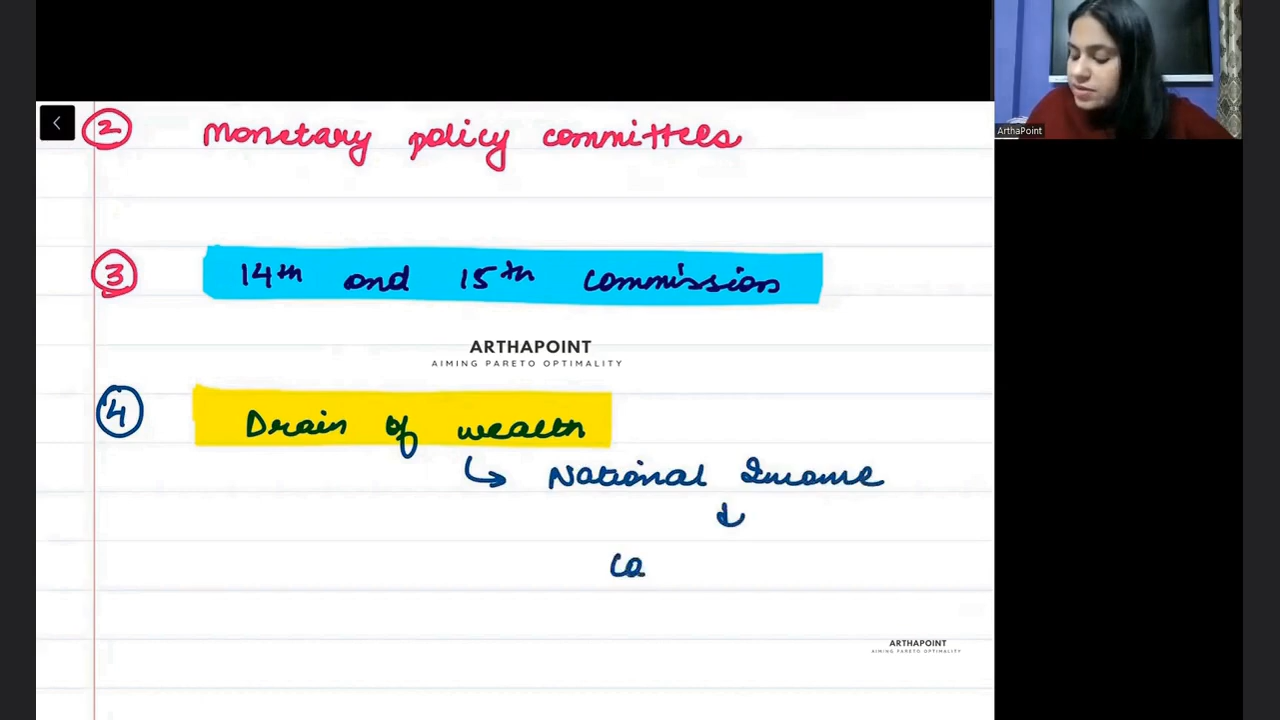 ② Monetary policy committees
③ 14th and 15th commission
ARTHAPOINT
AIMING PARETO OPTIMALITY
④ Drain of wealth
↳ National Income
↓
Ca
ARTHAPOINT
AIMING PARETO OPTIMALITY
ArthaPoint